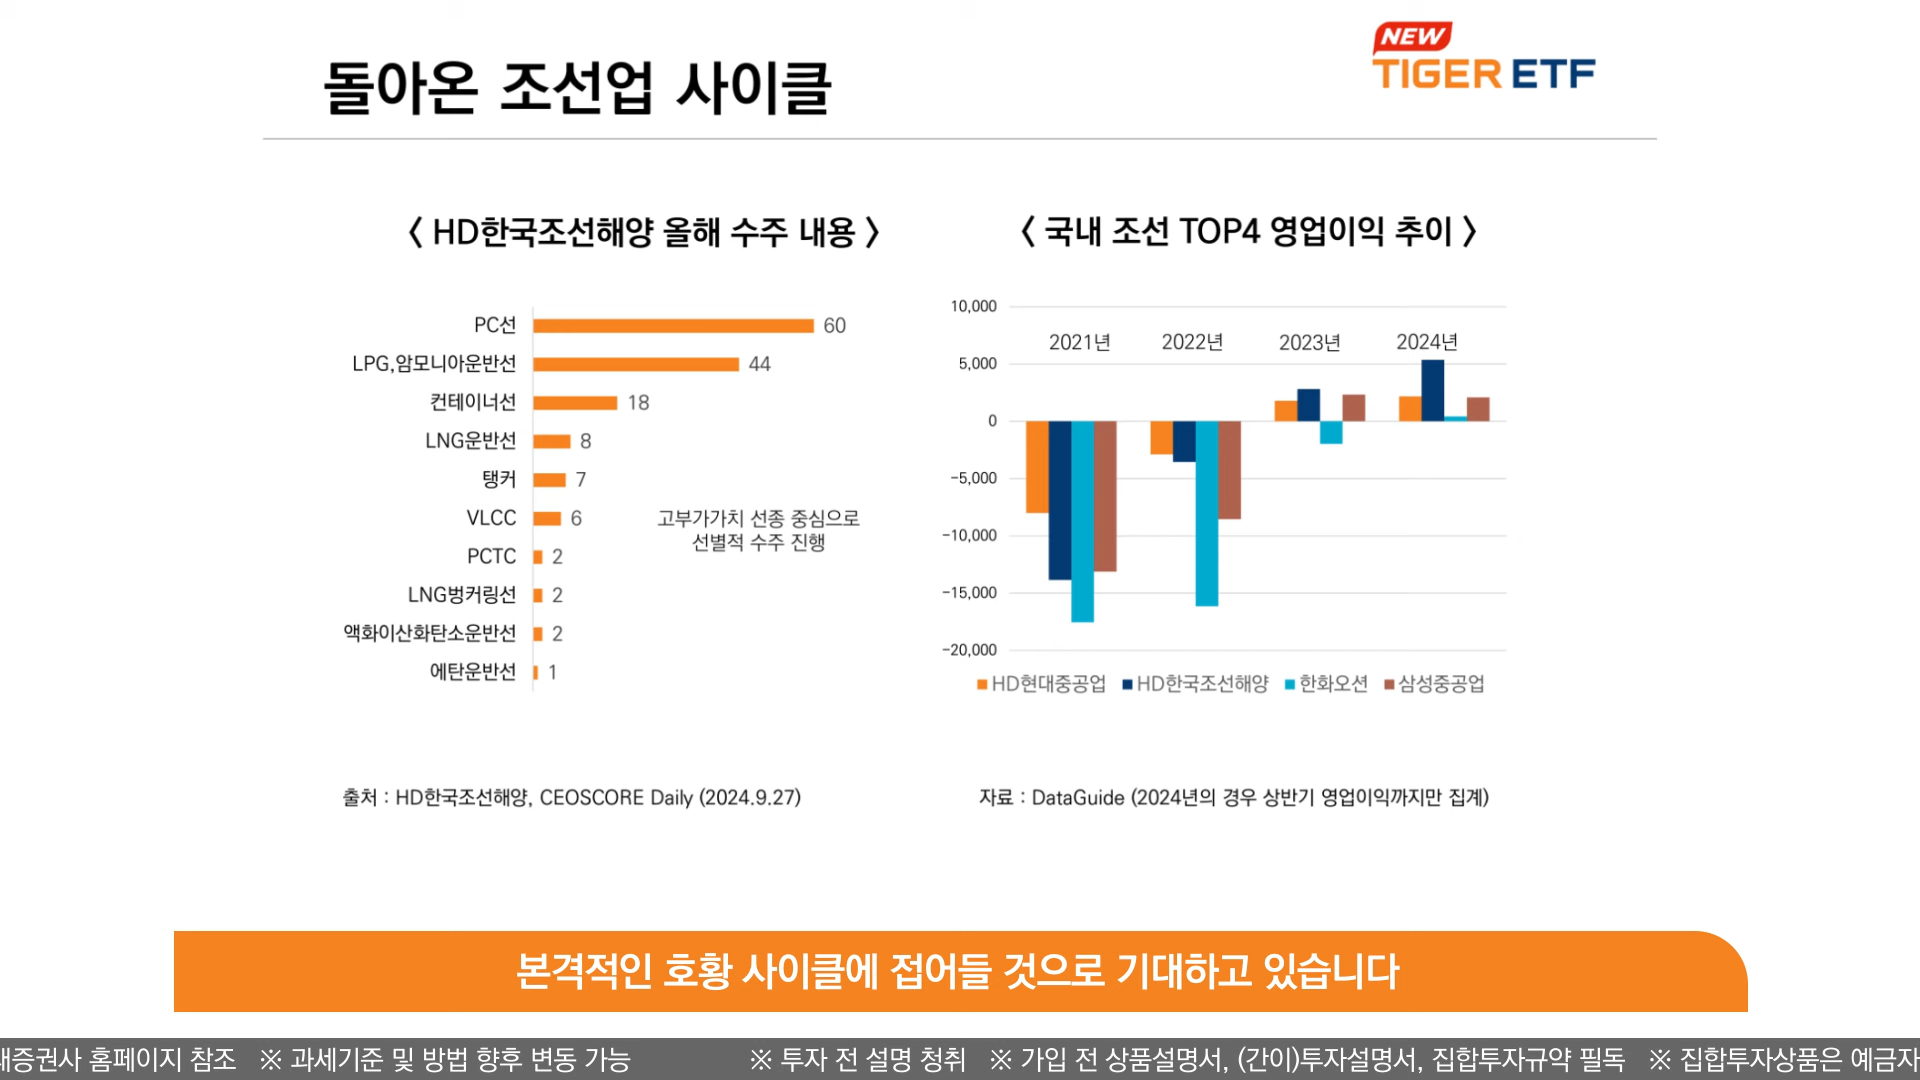 돌아온 조선업 사이클
NEW
TIGER ETF
〈 HD한국조선해양 올해 수주 내용 〉
PC선 60
LPG,암모니아운반선 44
컨테이너선 18
LNG운반선 8
탱커 7
VLCC 6
PCTC 2
LNG벙커링선 2
액화이산화탄소운반선 2
에탄운반선 1
고부가가치 선종 중심으로
선별적 수주 진행
출처 : HD한국조선해양, CEOSCORE Daily (2024.9.27)
〈 국내 조선 TOP4 영업이익 추이 〉
10,000
5,000
0
-5,000
-10,000
-15,000
-20,000
2021년 2022년 2023년 2024년
HD현대중공업 HD한국조선해양 한화오션 삼성중공업
자료 : DataGuide (2024년의 경우 상반기 영업이익까지만 집계)
본격적인 호황 사이클에 접어들 것으로 기대하고 있습니다
대증권사 홈페이지 참조 ※ 과세기준 및 방법 향후 변동 가능 ※ 투자 전 설명 청취 ※ 가입 전 상품설명서, (간이)투자설명서, 집합투자규약 필독 ※ 집합투자상품은 예금자